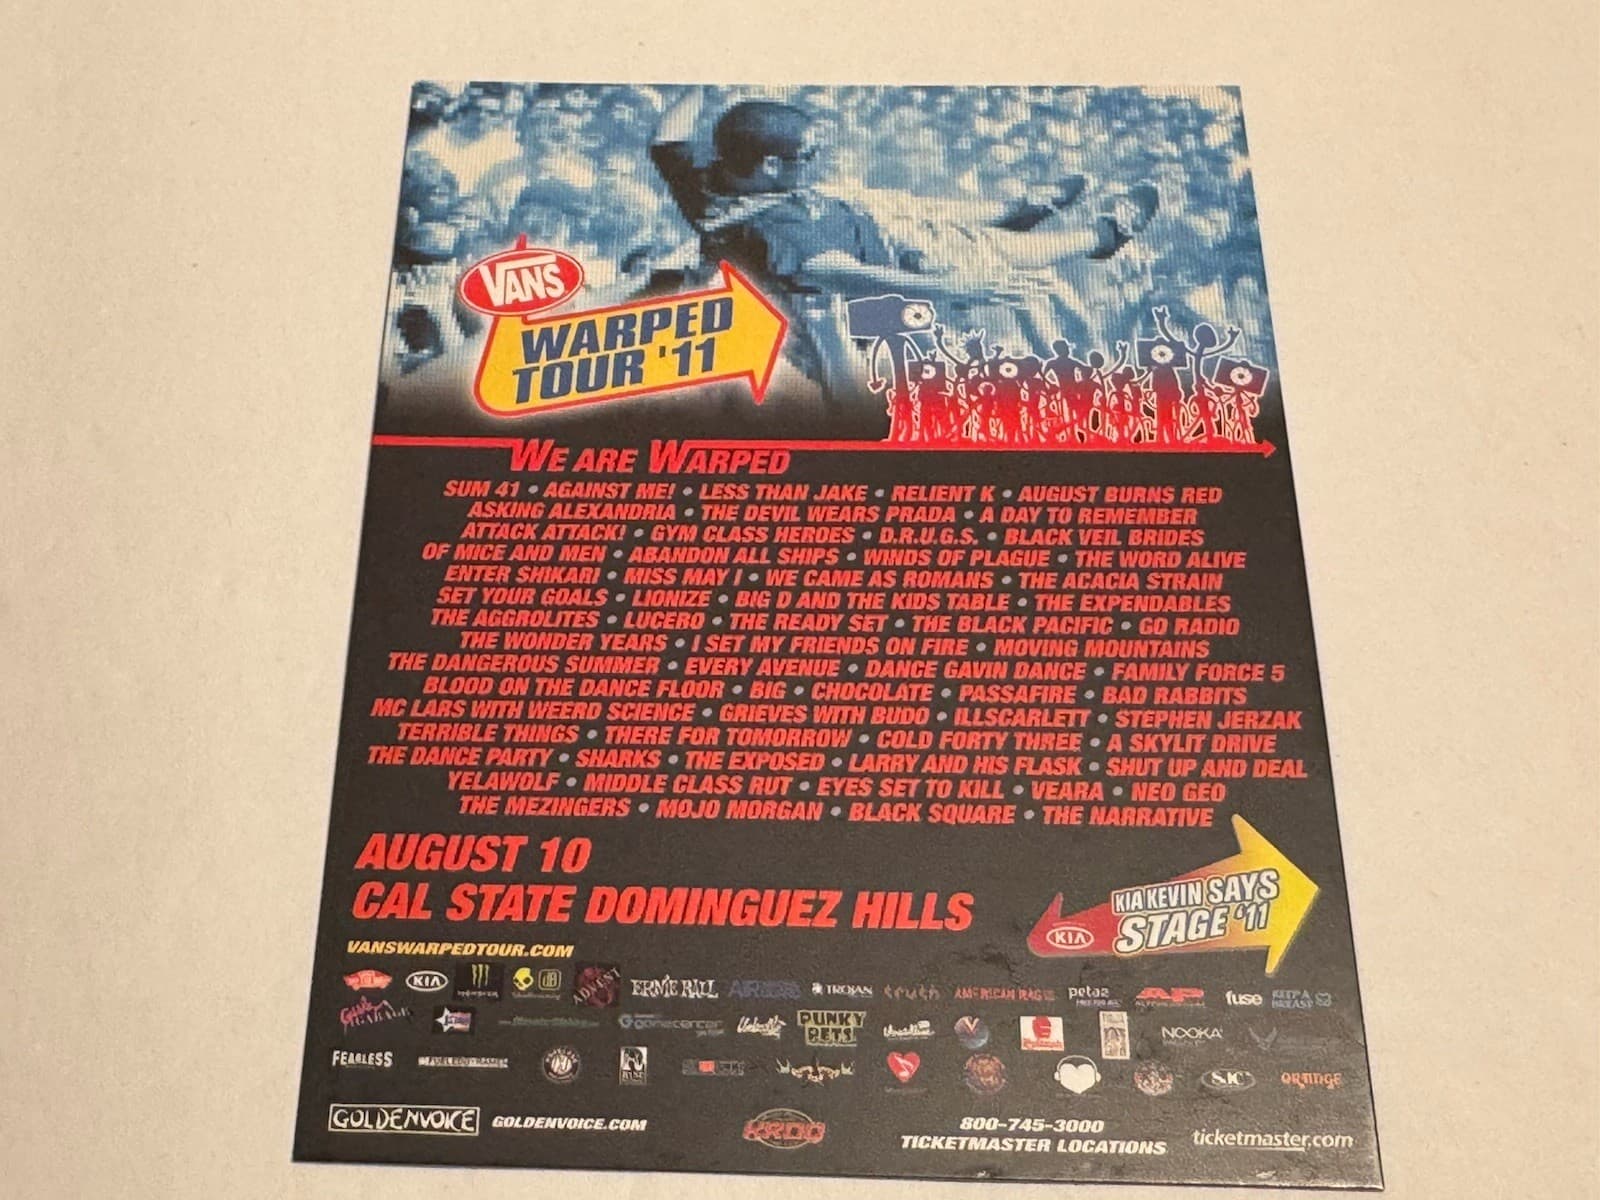 VANS
WARPED
TOUR '11
WE ARE WARPED
SUM 41 • AGAINST ME! • LESS THAN JAKE • RELIENT K • AUGUST BURNS RED
ASKING ALEXANDRIA • THE DEVIL WEARS PRADA • A DAY TO REMEMBER
ATTACK ATTACK! • GYM CLASS HEROES • D.R.U.G.S. • BLACK VEIL BRIDES
OF MICE AND MEN • ABANDON ALL SHIPS • WINDS OF PLAGUE • THE WORD ALIVE
ENTER SHIKARI • MISS MAY I • WE CAME AS ROMANS • THE ACACIA STRAIN
SET YOUR GOALS • LIONIZE • BIG D AND THE KIDS TABLE • THE EXPENDABLES
THE AGGROLITES • LUCERO • THE READY SET • THE BLACK PACIFIC • GO RADIO
THE WONDER YEARS • I SET MY FRIENDS ON FIRE • MOVING MOUNTAINS
THE DANGEROUS SUMMER • EVERY AVENUE • DANCE GAVIN DANCE • FAMILY FORCE 5
BLOOD ON THE DANCE FLOOR • BIG • CHOCOLATE • PASSAFIRE • BAD RABBITS
MC LARS WITH WEERD SCIENCE • GRIEVES WITH BUDO • ILLSCARLETT • STEPHEN JERZAK
TERRIBLE THINGS • THERE FOR TOMORROW • COLD FORTY THREE • A SKYLIT DRIVE
THE DANCE PARTY • SHARKS • THE EXPOSED • LARRY AND HIS FLASK • SHUT UP AND DEAL
YELAWOLF • MIDDLE CLASS RUT • EYES SET TO KILL • VEARA • NEO GEO
THE MEZINGERS • MOJO MORGAN • BLACK SQUARE • THE NARRATIVE
AUGUST 10
CAL STATE DOMINGUEZ HILLS
KIA KEVIN SAYS
STAGE '11
KIA
VANSWARPEDTOUR.COM
KIA ERNIE BALL TROJAN truth AMERICAN RAG peta2 AP fuse KEEP A BREAST
gamecenter PUNKY PETS NOOKA
FEARLESS SJC ORANGE
GOLDENVOICE GOLDENVOICE.COM KROQ 800-745-3000
TICKETMASTER LOCATIONS ticketmaster.com